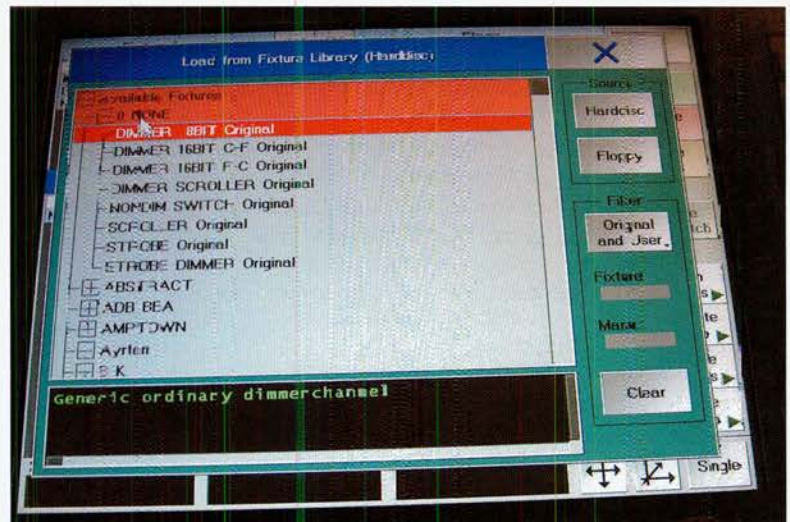 Load from Fixture Library (Harddisc)
Source
Available Fixtures
0 NONE
Hardcisc
DIMMER 8BIT Original
DIMMER 16BIT C-F Original
Floppy
DIMMER 16BIT F-C Original
DIMMER SCROLLER Original
Filter
NONDIM SWITCH Original
Original
and User
SCROLLER Original
STROBE Original
STROBE DIMMER Original
Fixture
ABSTRACT
ADB BEA
AMPTOWN
Manuf.
Ayrton
Clear
Generic ordinary dimmerchannel
Single